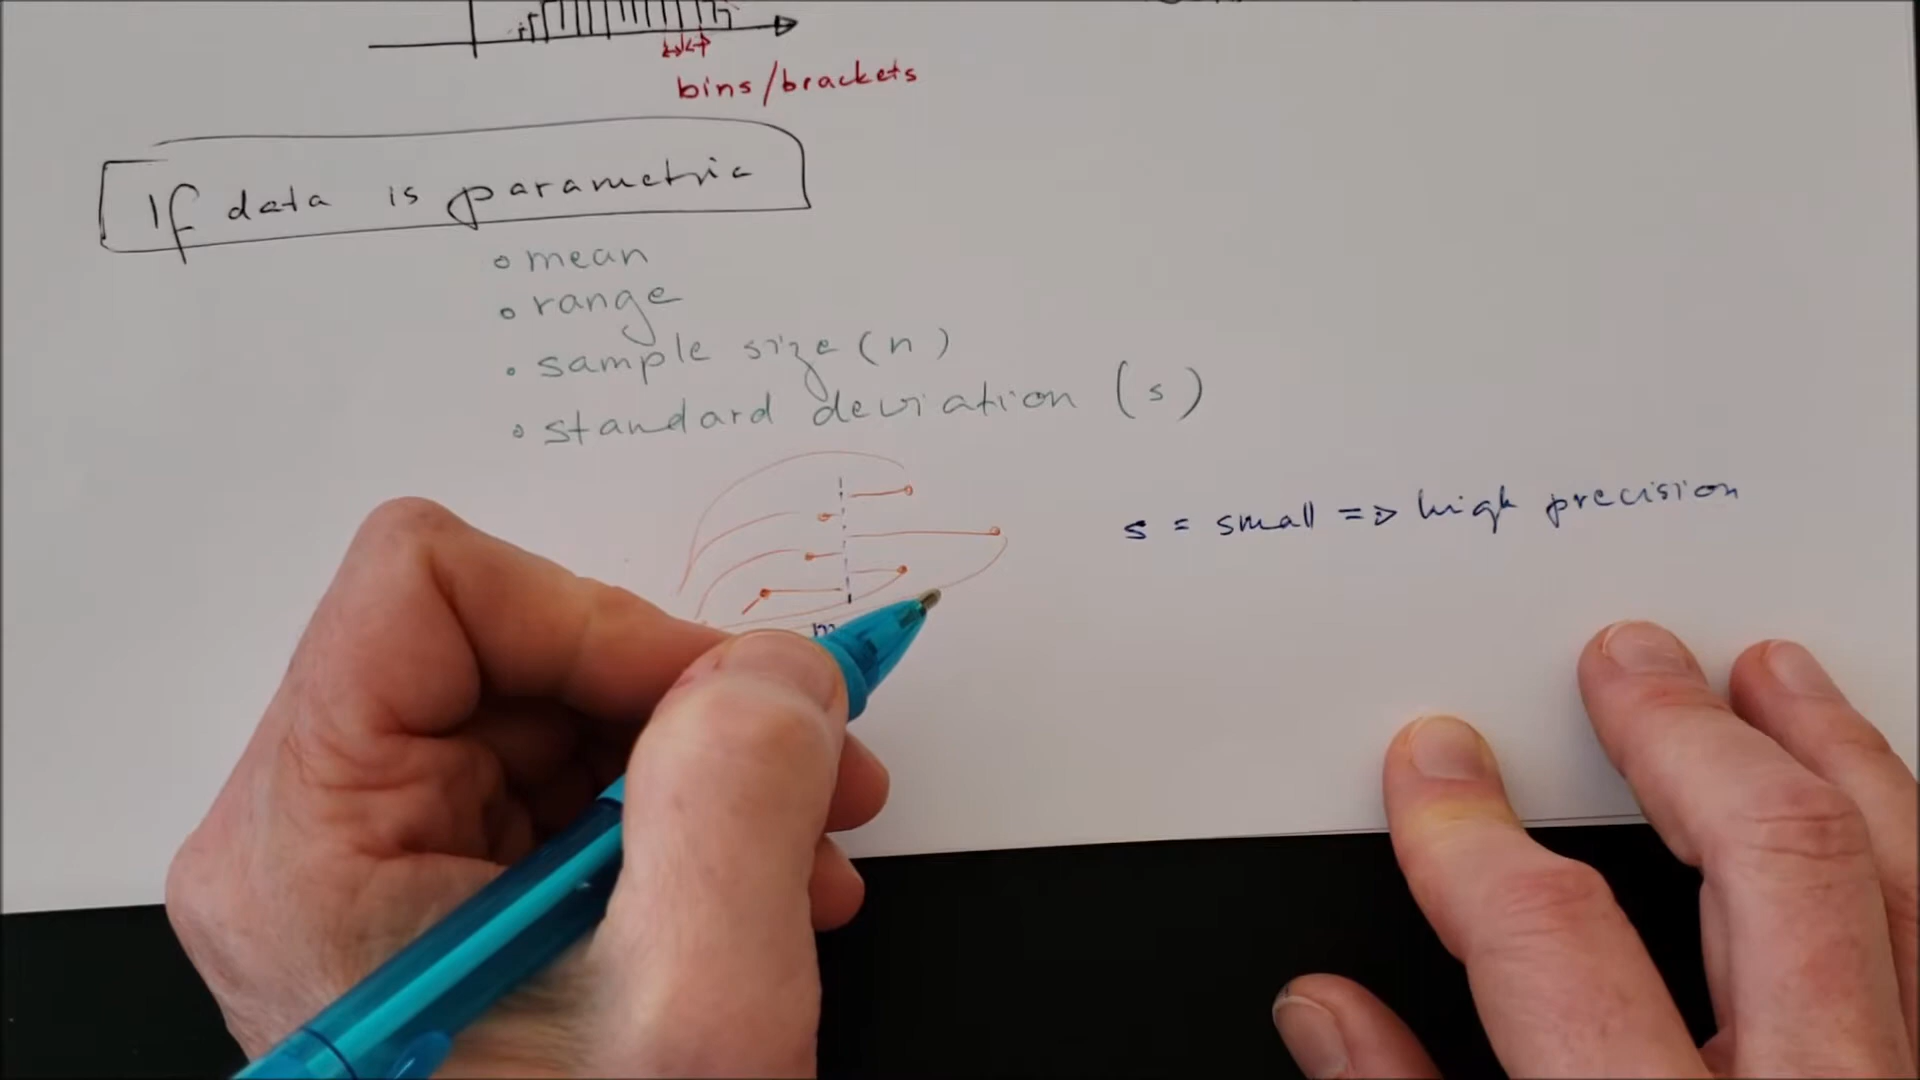 bins/brackets
If data is parametric
mean
range
sample size (n)
standard deviation (s)
s = small => high precision
m